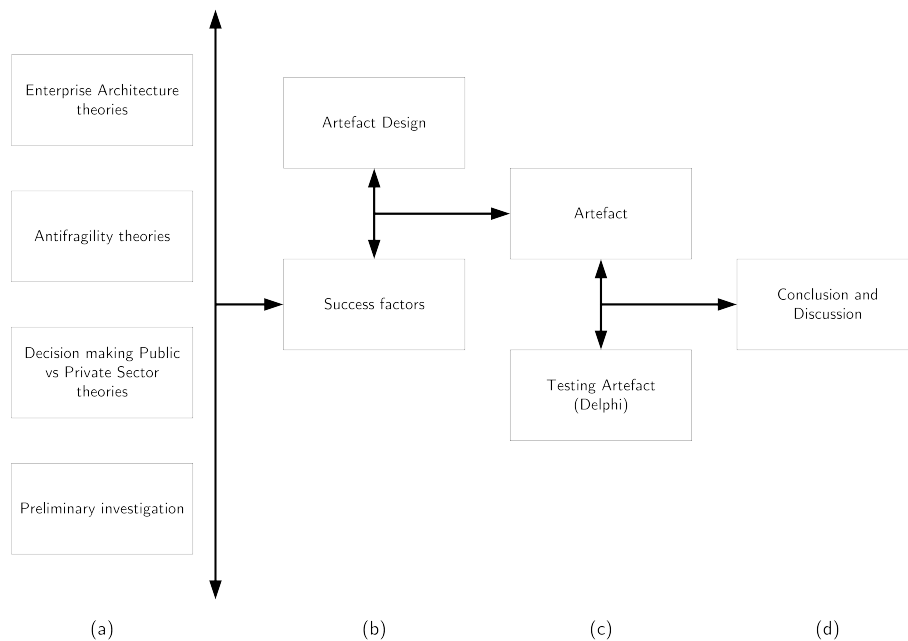 Enterprise Architecture
theories
Antifragility theories
Decision making Public
vs Private Sector
theories
Preliminary investigation
(a)
Artefact Design
Success factors
(b)
Artefact
Testing Artefact
(Delphi)
(c)
Conclusion and
Discussion
(d)